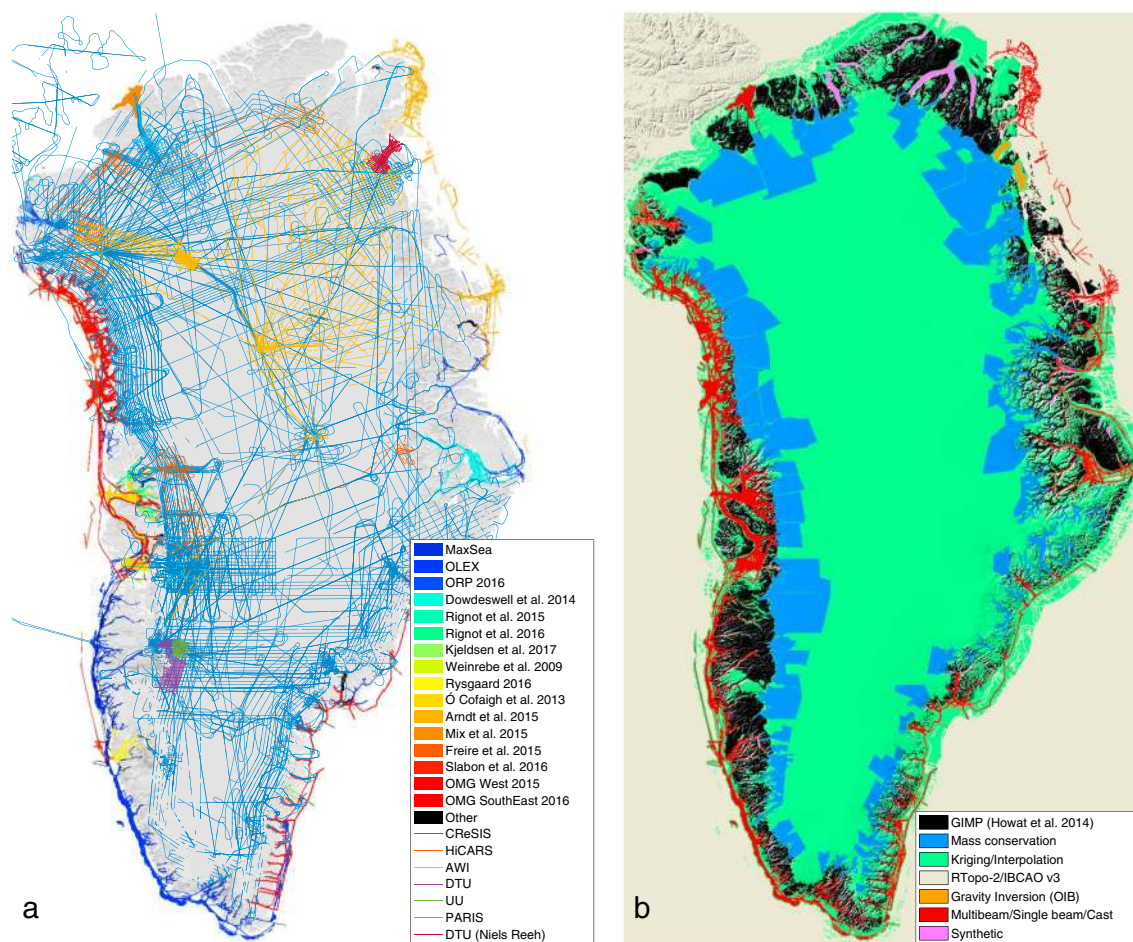 MaxSea
OLEX
ORP 2016
Dowdeswell et al. 2014
Rignot et al. 2015
Rignot et al. 2016
Kjeldsen et al. 2017
Weinrebe et al. 2009
Rysgaard 2016
Ó Cofaigh et al. 2013
Arndt et al. 2015
Mix et al. 2015
Freire et al. 2015
Slabon et al. 2016
OMG West 2015
OMG SouthEast 2016
Other
CReSIS
HiCARS
AWI
DTU
UU
PARIS
DTU (Niels Reeh)
a
GIMP (Howat et al. 2014)
Mass conservation
Kriging/Interpolation
RTopo-2/IBCAO v3
Gravity Inversion (OIB)
Multibeam/Single beam/Cast
Synthetic
b